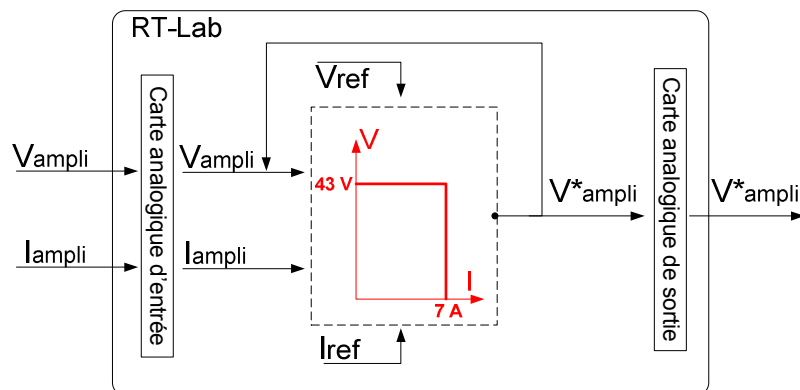 RT-Lab
Vref
Carte analogique d'entrée
Carte analogique de sortie
Vampli
Vampli
V
43 V
V*ampli
V*ampli
Iampli
Iampli
I
7 A
Iref